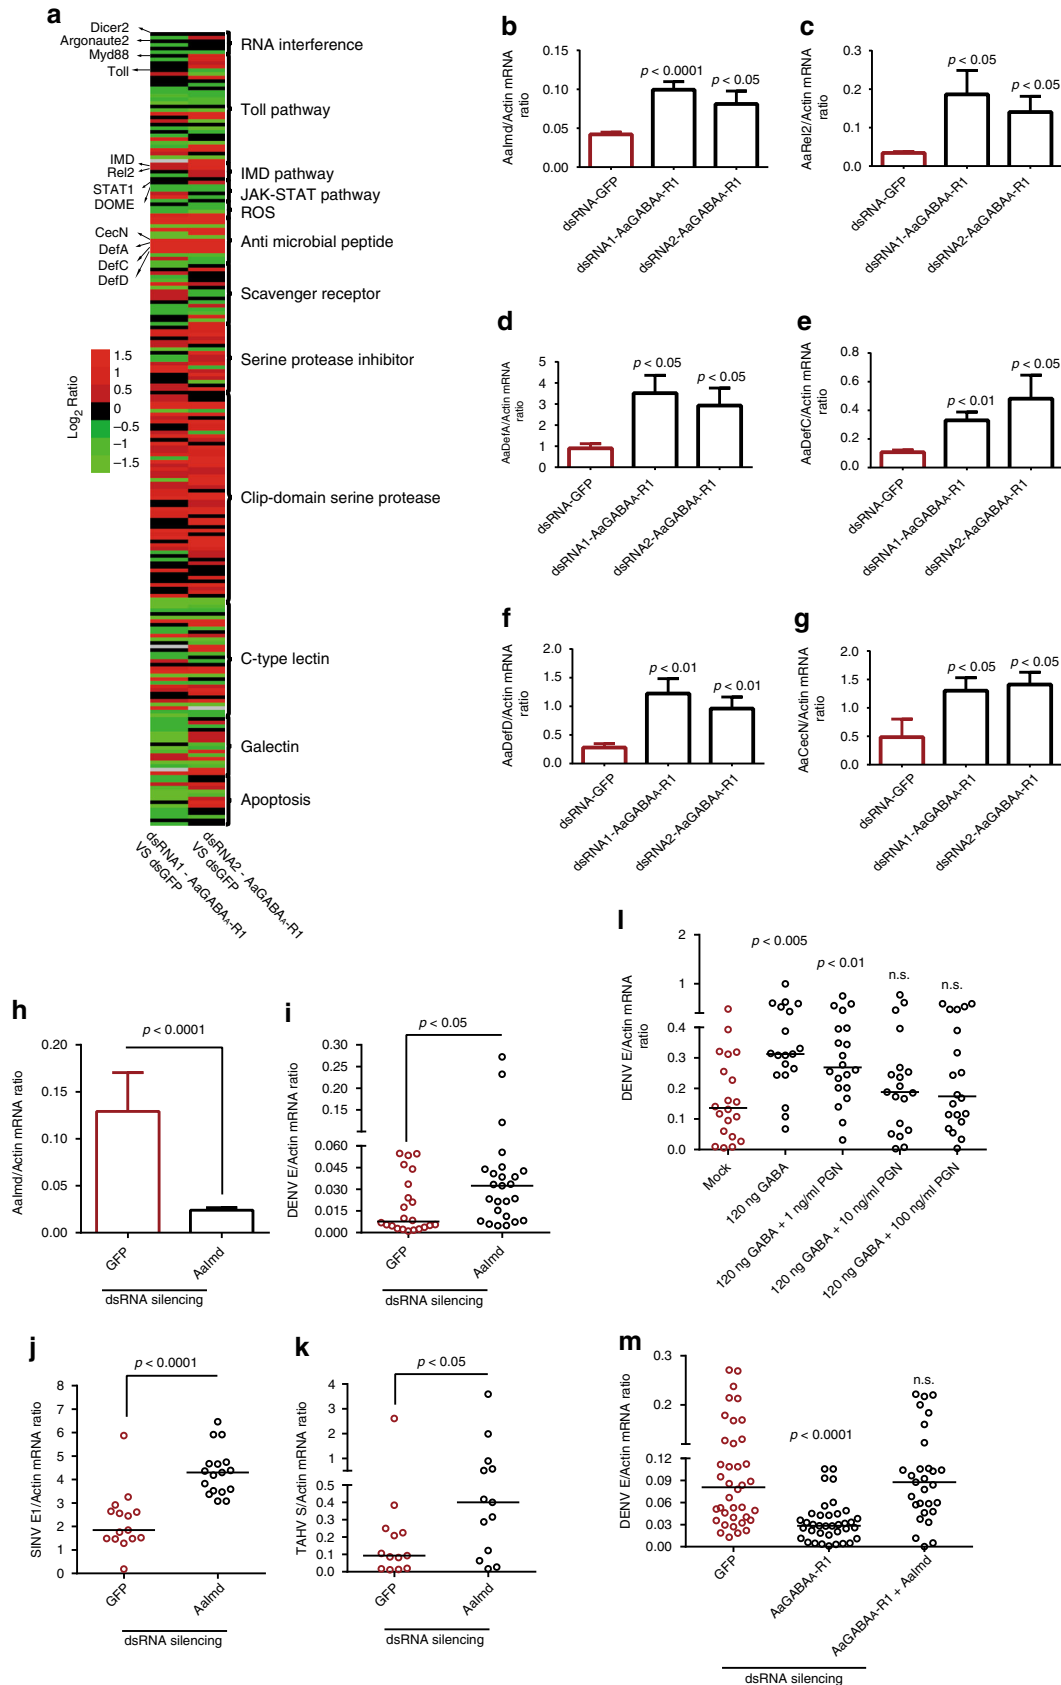 a
Dicer2
Argonaute2
Myd88
Toll
IMD
Rel2
STAT1
DOME
CecN
DefA
DefC
DefD
RNA interference
Toll pathway
IMD pathway
JAK-STAT pathway
ROS
Anti microbial peptide
Scavenger receptor
Serine protease inhibitor
Clip-domain serine protease
C-type lectin
Galectin
Apoptosis
Log2 Ratio
1.5
1
0.5
0
−0.5
−1
−1.5
dsRNA1 - AaGABAA-R1
VS dsGFP
dsRNA2 - AaGABAA-R1
VS dsGFP
b
AaImd/Actin mRNA
ratio
0.15
0.10
0.05
0.00
p < 0.0001
p < 0.05
dsRNA-GFP
dsRNA1-AaGABAA-R1
dsRNA2-AaGABAA-R1
c
AaRel2/Actin mRNA
ratio
0.3
0.2
0.1
0.0
p < 0.05
p < 0.05
dsRNA-GFP
dsRNA1-AaGABAA-R1
dsRNA2-AaGABAA-R1
d
AaDefA/Actin mRNA
ratio
5
4
3
2
1
0
p < 0.05
p < 0.05
dsRNA-GFP
dsRNA1-AaGABAA-R1
dsRNA2-AaGABAA-R1
e
AaDefC/Actin mRNA
ratio
0.8
0.6
0.4
0.2
0.0
p < 0.01
p < 0.05
dsRNA-GFP
dsRNA1-AaGABAA-R1
dsRNA2-AaGABAA-R1
f
AaDefD/Actin mRNA
ratio
2.0
1.5
1.0
0.5
0.0
p < 0.01
p < 0.01
dsRNA-GFP
dsRNA1-AaGABAA-R1
dsRNA2-AaGABAA-R1
g
AaCecN/Actin mRNA
ratio
2.0
1.5
1.0
0.5
0.0
p < 0.05
p < 0.05
dsRNA-GFP
dsRNA1-AaGABAA-R1
dsRNA2-AaGABAA-R1
h
AaImd/Actin mRNA ratio
0.20
0.15
0.10
0.05
0.00
p < 0.0001
GFP
AaImd
dsRNA silencing
i
DENV E/Actin mRNA ratio
0.30
0.25
0.20
0.15
0.060
0.045
0.030
0.015
0.000
p < 0.05
GFP
AaImd
dsRNA silencing
l
DENV E/Actin mRNA
ratio
2
1
0.4
0.3
0.2
0.1
0.0
p < 0.005
p < 0.01
n.s.
n.s.
Mock
120 ng GABA
120 ng GABA + 1 ng/ml PGN
120 ng GABA + 10 ng/ml PGN
120 ng GABA + 100 ng/ml PGN
j
SINV E1/Actin mRNA ratio
8
7
6
5
4
3
2
1
0
p < 0.0001
GFP
AaImd
dsRNA silencing
k
TAHV S/Actin mRNA ratio
4
3
2
1
0.5
0.4
0.3
0.2
0.1
0.0
p < 0.05
GFP
AaImd
dsRNA silencing
m
DENV E/Actin mRNA ratio
0.3
0.2
0.12
0.09
0.06
0.03
0.00
p < 0.0001
n.s.
GFP
AaGABAA-R1
AaGABAA-R1 + AaImd
dsRNA silencing